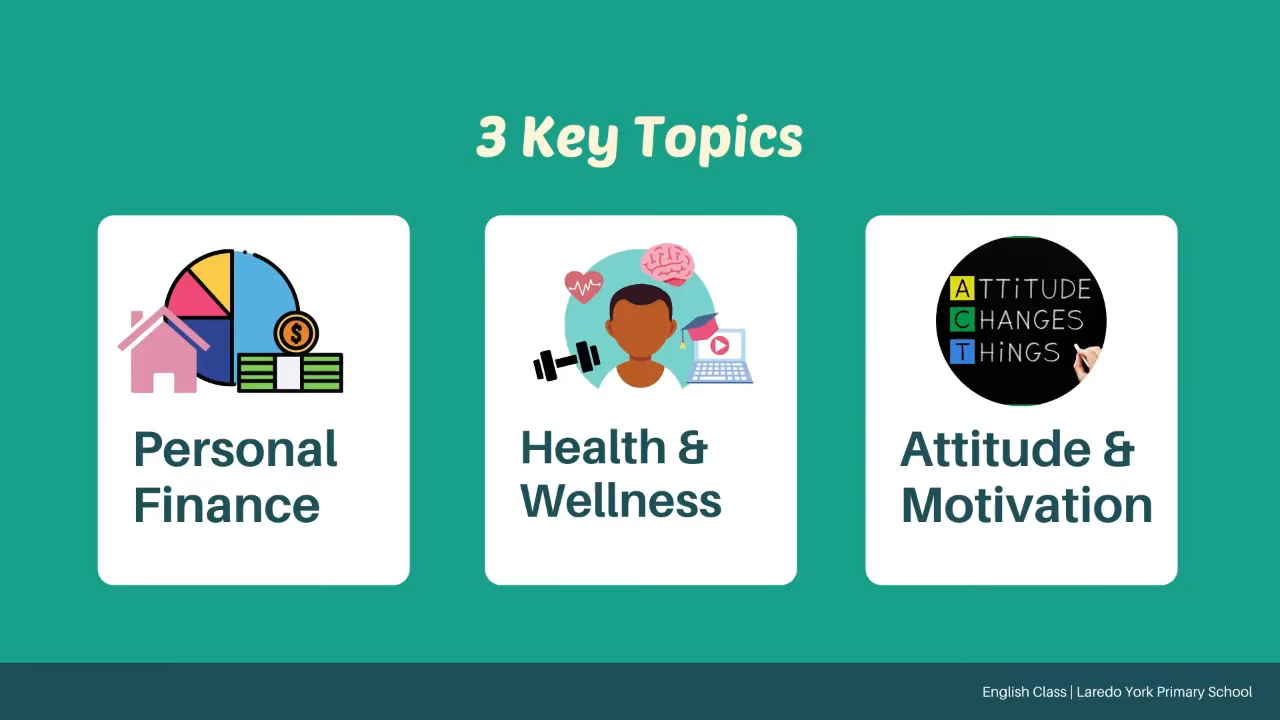 3 Key Topics
ATTiTUDE
CHANGES
THiNGS
Personal
Finance
Health &
Wellness
Attitude &
Motivation
English Class | Laredo York Primary School